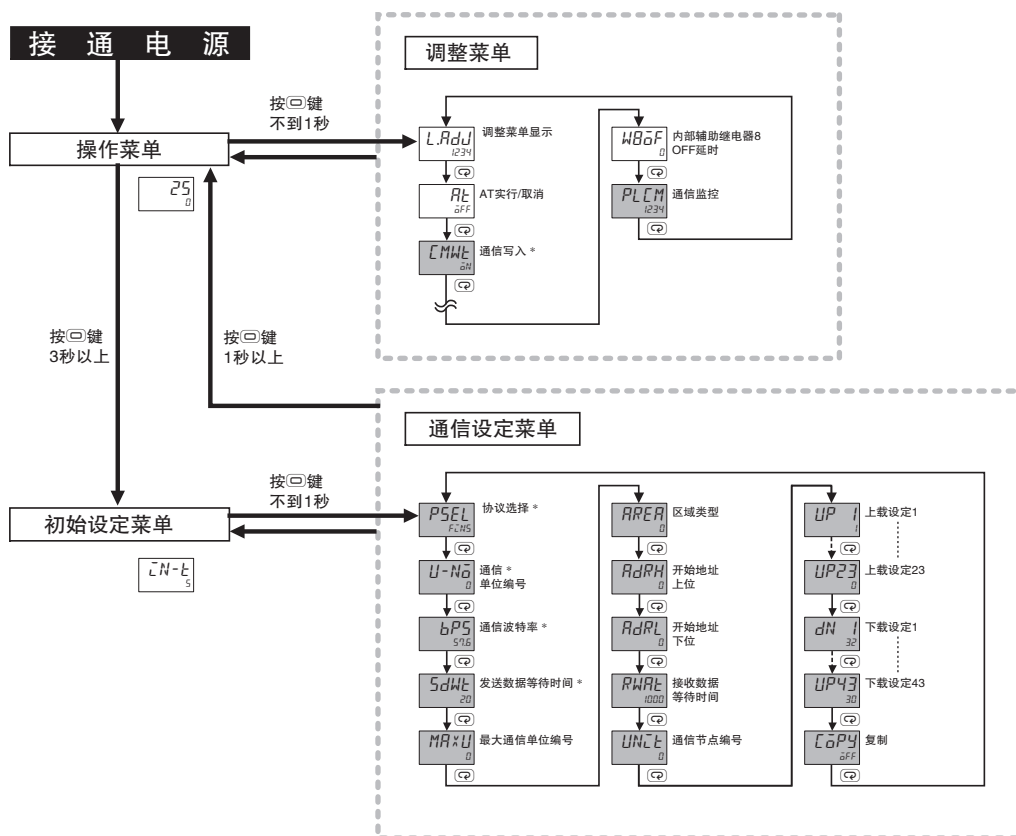 接通电源
操作菜单
25
0
按键
不到1秒
按键
3秒以上
按键
1秒以上
初始设定菜单
īN-t
5
按键
不到1秒
调整菜单
L.AdJ
1234
调整菜单显示
At
ōFF
AT实行/取消
CMWt
ōN
通信写入 *
W8ōF
0
内部辅助继电器8
OFF延时
PLCM
1234
通信监控
通信设定菜单
PSEL
FīNS
协议选择 *
U-Nō
0
通信 *
单位编号
bPS
57.6
通信波特率 *
SdWt
20
发送数据等待时间 *
MAXU
0
最大通信单位编号
AREA
0
区域类型
AdRH
0
开始地址
上位
AdRL
0
开始地址
下位
RWAt
1000
接收数据
等待时间
UNīt
0
通信节点编号
UP 1
1
上载设定1
UP23
0
上载设定23
dN 1
32
下载设定1
UP43
30
下载设定43
CōPY
ōFF
复制